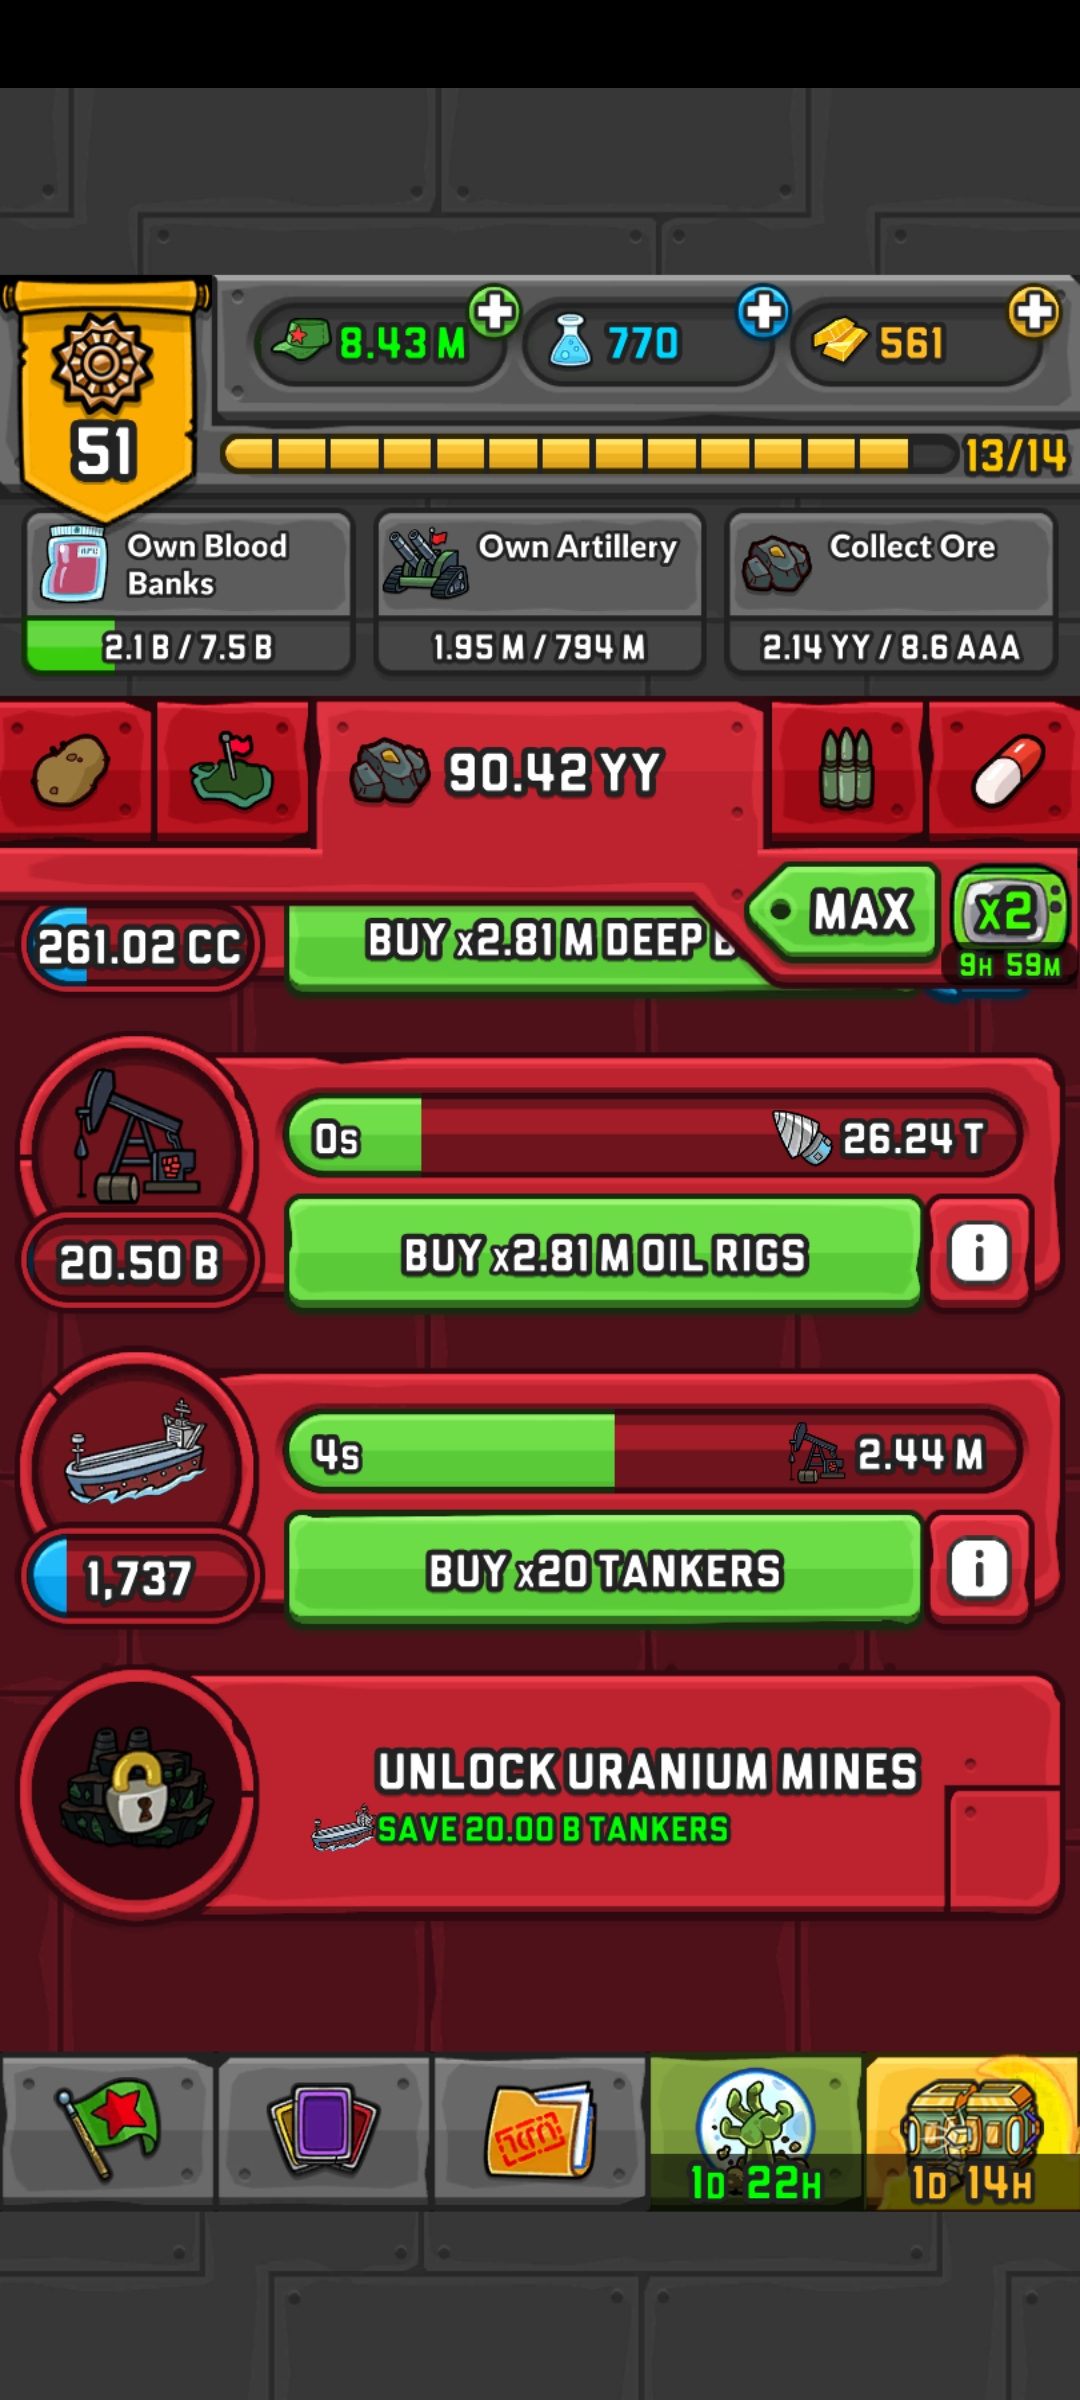 8.43 M
770
561
51
13/14
Own Blood
Banks
2.1 B / 7.5 B
Own Artillery
1.95 M / 794 M
Collect Ore
2.14 YY / 8.6 AAA
90.42 YY
MAX
x2
9H 59M
261.02 CC
BUY x2.81 M DEEP
0s
26.24 T
20.50 B
BUY x2.81 M OIL RIGS
i
4s
2.44 M
1,737
BUY x20 TANKERS
i
UNLOCK URANIUM MINES
SAVE 20.00 B TANKERS
1D 22H
1D 14H